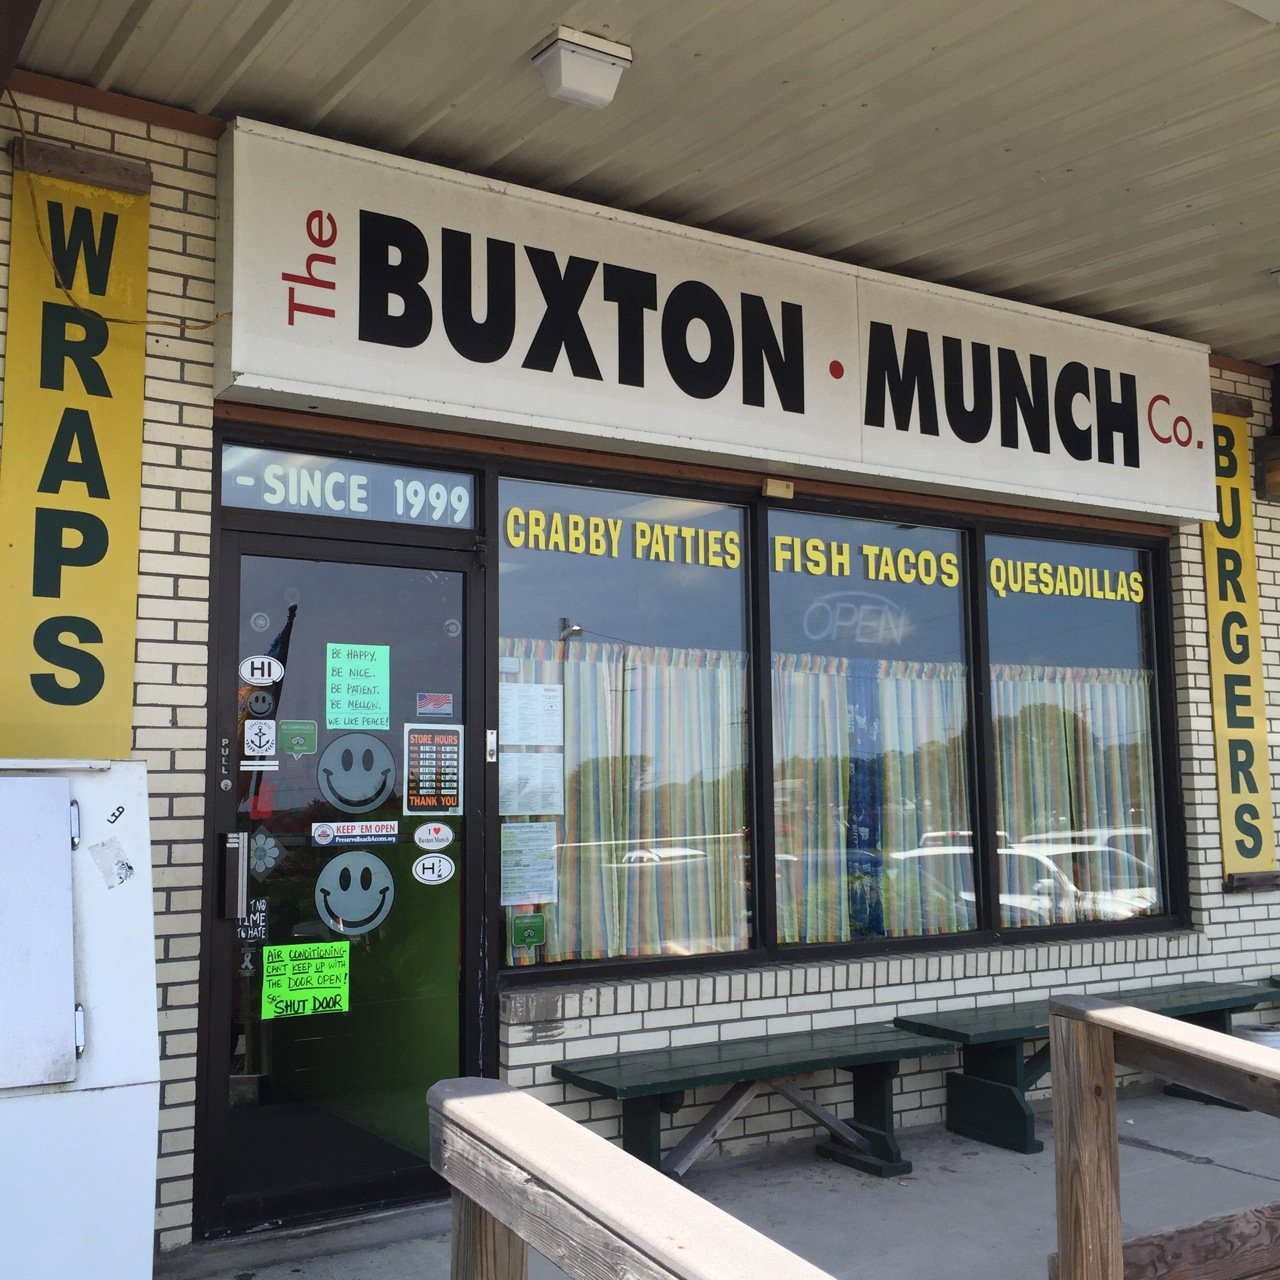 The BUXTON • MUNCH Co.
WRAPS
BURGERS
-SINCE 1999
CRABBY PATTIES
FISH TACOS
QUESADILLAS
OPEN
HI
BE HAPPY.
BE NICE.
BE PATIENT.
BE MELLOW.
WE LIKE PEACE!
STORE HOURS
THANK YOU
PULL
KEEP 'EM OPEN
PreserveBeachAccess.org
I ❤ Buxton Munch
H
TIME
TO HATE
AIR CONDITIONING
CAN'T KEEP UP WITH
THE DOOR OPEN!
SO
SHUT DOOR